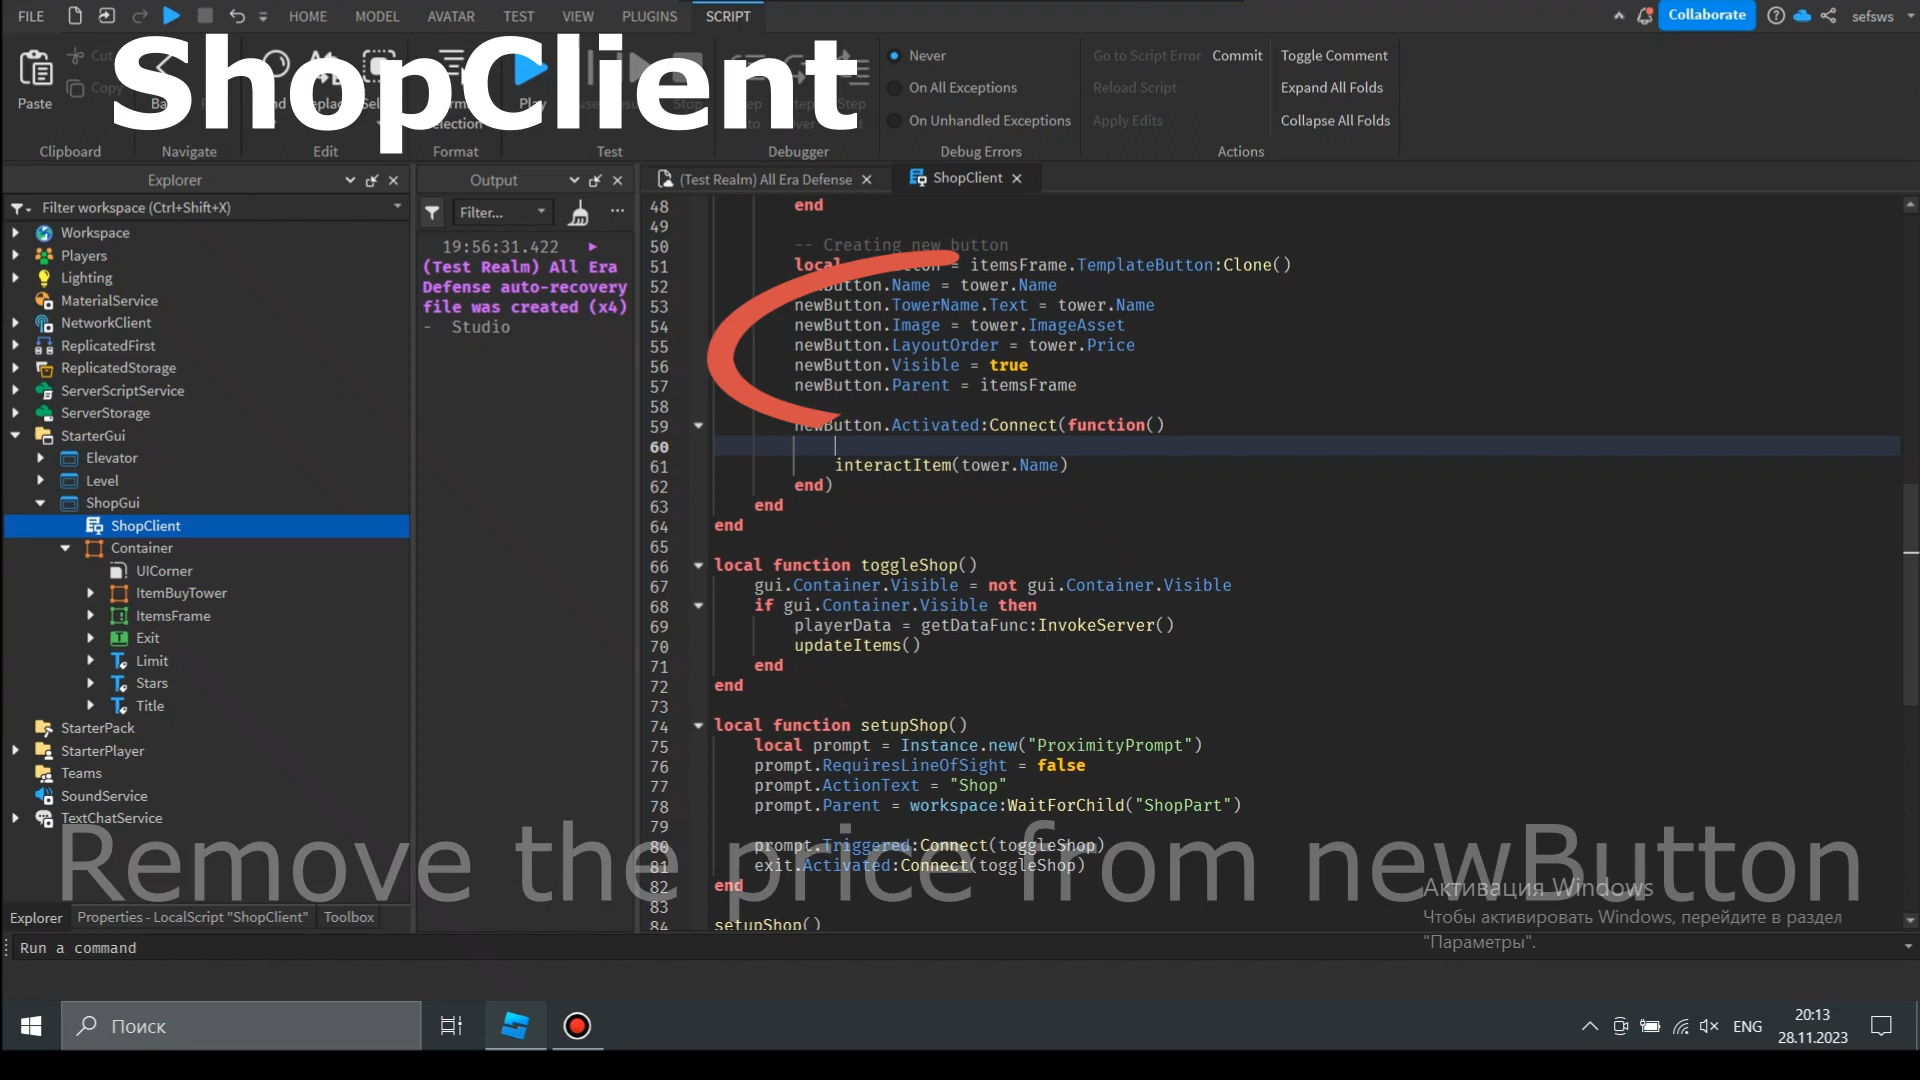 FILE HOME MODEL AVATAR TEST VIEW PLUGINS SCRIPT Collaborate sefsws
ShopClient
Paste Cut Copy
Play
Stop
Step
Never
On All Exceptions
On Unhandled Exceptions
Go to Script Error Commit Toggle Comment
Reload Script Expand All Folds
Apply Edits Collapse All Folds
Clipboard Navigate Edit Format Test Debugger Debug Errors Actions
Explorer
Filter workspace (Ctrl+Shift+X)
Workspace
Players
Lighting
MaterialService
NetworkClient
ReplicatedFirst
ReplicatedStorage
ServerScriptService
ServerStorage
StarterGui
Elevator
Level
ShopGui
ShopClient
Container
UICorner
ItemBuyTower
ItemsFrame
Exit
Limit
Stars
Title
StarterPack
StarterPlayer
Teams
SoundService
TextChatService
Output
Filter...
19:56:31.422
(Test Realm) All Era
Defense auto-recovery
file was created (x4)
- Studio
(Test Realm) All Era Defense ShopClient
48 end
49
50 -- Creating new button
51 local = itemsFrame.TemplateButton:Clone()
52 newButton.Name = tower.Name
53 newButton.TowerName.Text = tower.Name
54 newButton.Image = tower.ImageAsset
55 newButton.LayoutOrder = tower.Price
56 newButton.Visible = true
57 newButton.Parent = itemsFrame
58
59 newButton.Activated:Connect(function()
60
61 interactItem(tower.Name)
62 end)
63 end
64 end
65
66 local function toggleShop()
67 gui.Container.Visible = not gui.Container.Visible
68 if gui.Container.Visible then
69 playerData = getDataFunc:InvokeServer()
70 updateItems()
71 end
72 end
73
74 local function setupShop()
75 local prompt = Instance.new("ProximityPrompt")
76 prompt.RequiresLineOfSight = false
77 prompt.ActionText = "Shop"
78 prompt.Parent = workspace:WaitForChild("ShopPart")
79
80 prompt.Triggered:Connect(toggleShop)
81 exit.Activated:Connect(toggleShop)
82 end
83
84 setupShop()
Remove the price from newButton
Активация Windows
Чтобы активировать Windows, перейдите в раздел
"Параметры".
Explorer Properties - LocalScript "ShopClient" Toolbox
Run a command
Поиск
ENG
20:13
28.11.2023